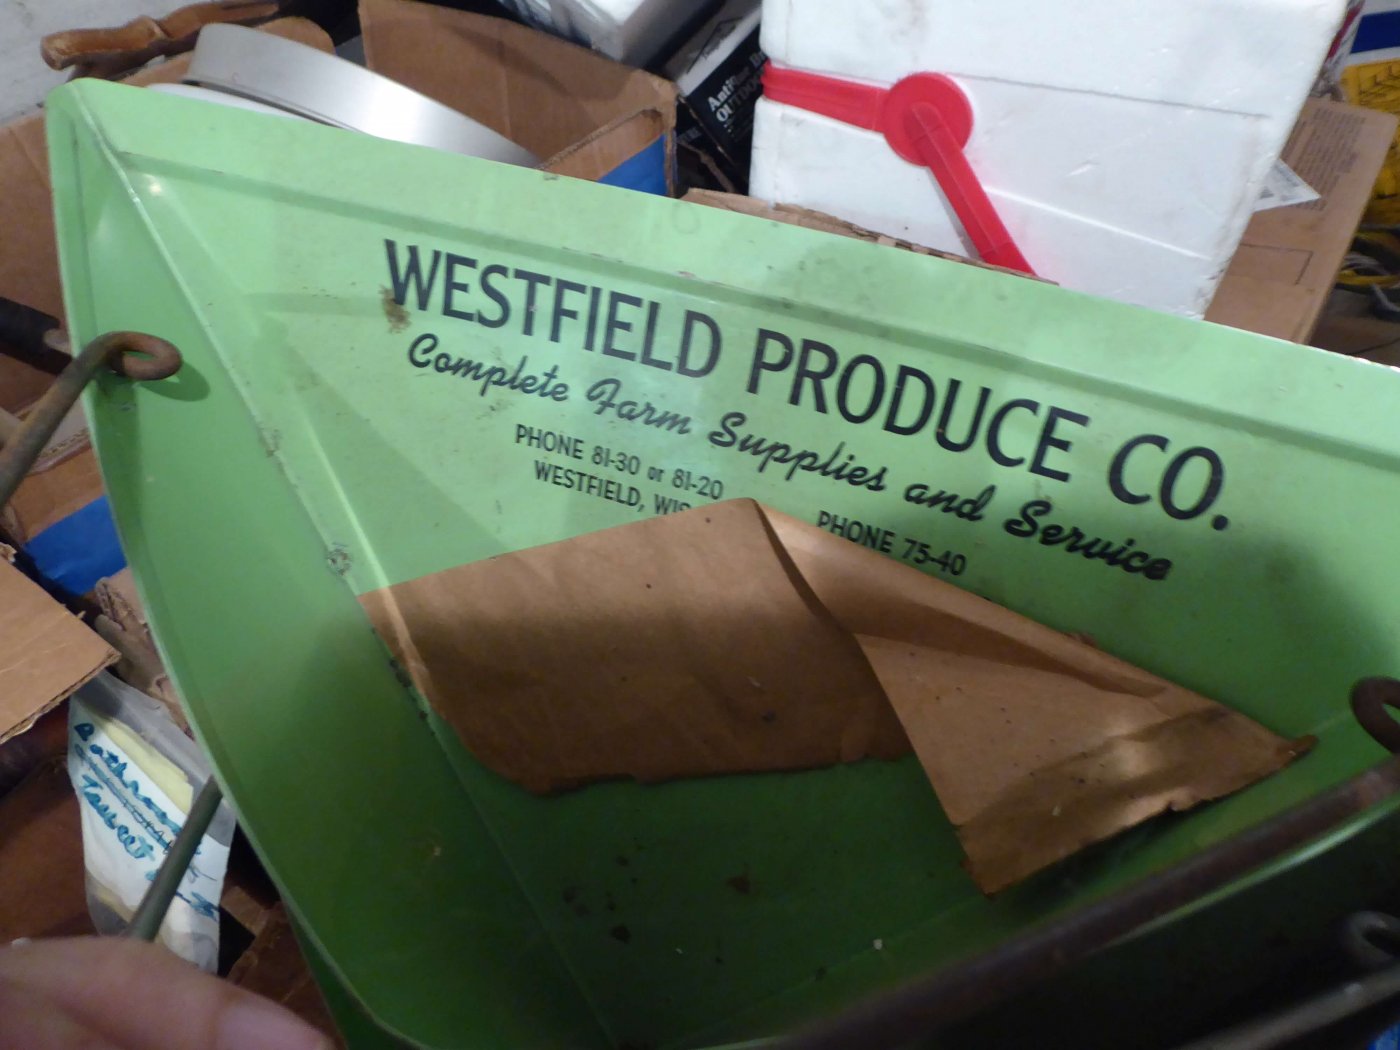 WESTFIELD PRODUCE CO.
Complete Farm Supplies and Service
PHONE 81-30 or 81-20
WESTFIELD, WIS
PHONE 75-40
Bathroom